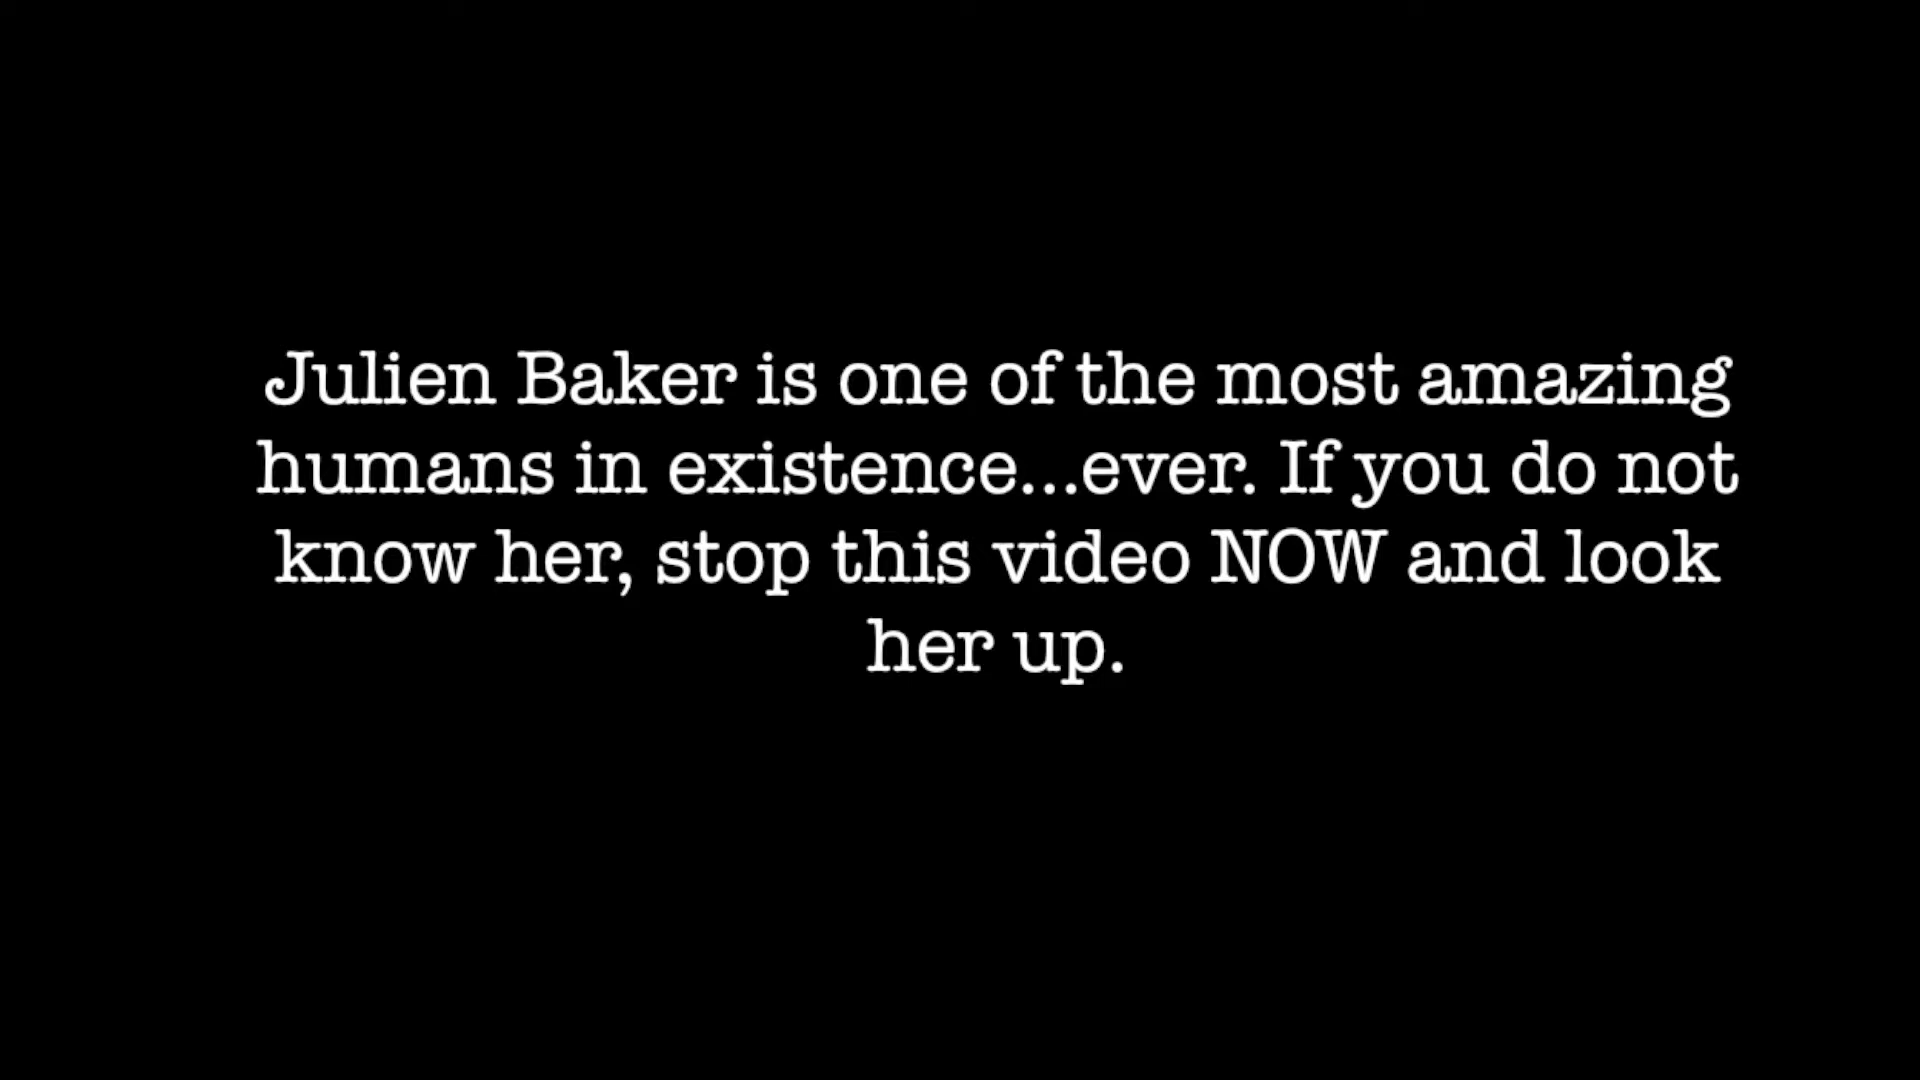 Julien Baker is one of the most amazing
humans in existence...ever. If you do not
know her, stop this video NOW and look
her up.